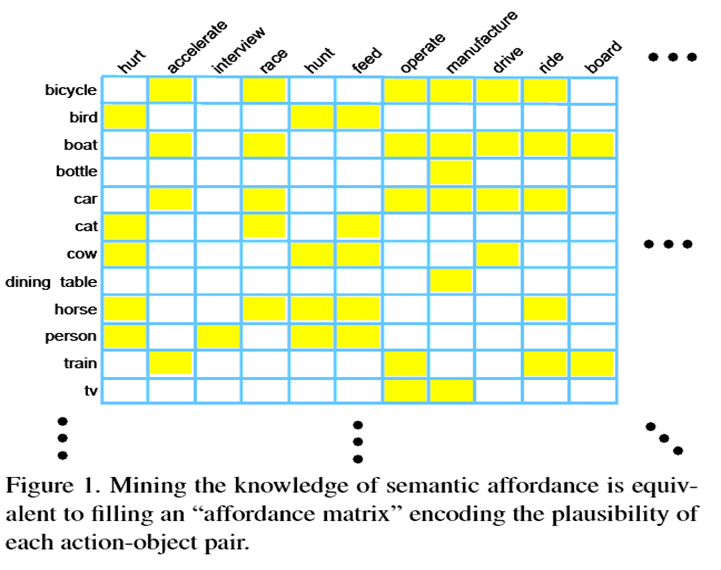 hurt accelerate interview race hunt feed operate manufacture drive ride board
bicycle
bird
boat
bottle
car
cat
cow
dining table
horse
person
train
tv
Figure 1. Mining the knowledge of semantic affordance is equiv-
alent to filling an “affordance matrix” encoding the plausibility of
each action-object pair.